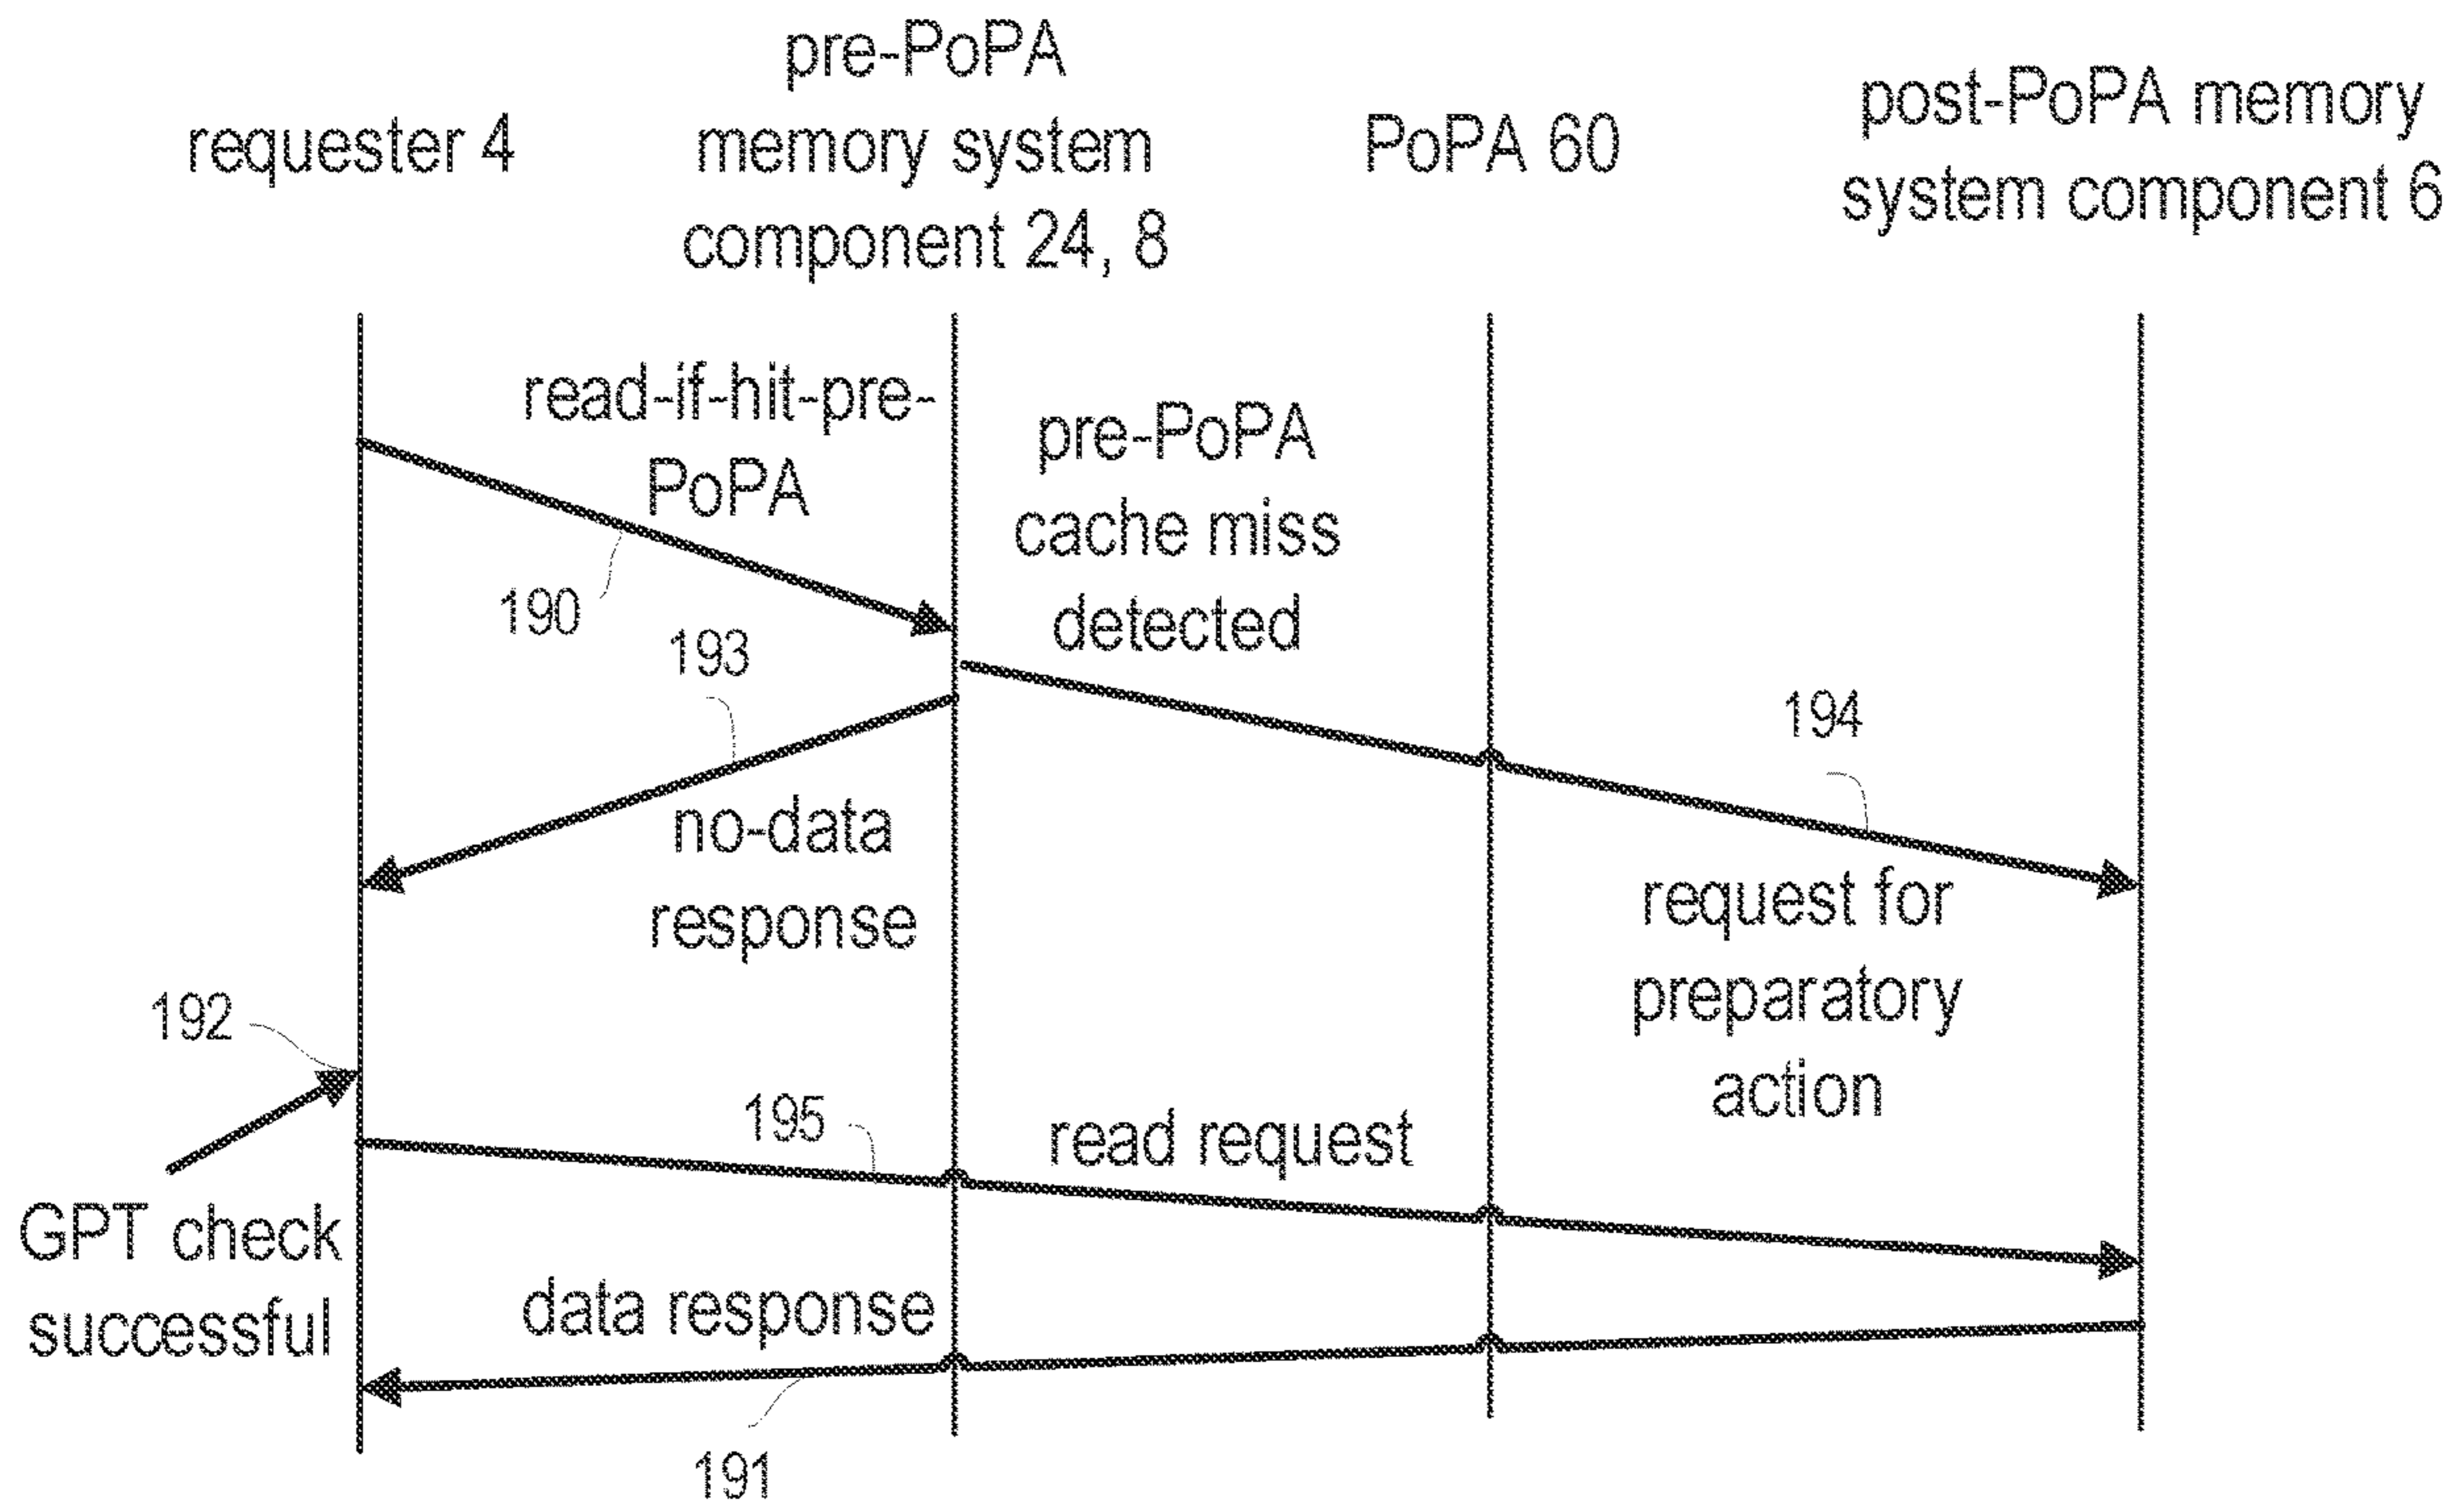 requester 4
pre-PoPA
memory system
component 24, 8
PoPA 60
post-PoPA memory
system component 6
read-if-hit-pre-
PoPA
190
pre-PoPA
cache miss
detected
193
no-data
response
194
request for
preparatory
action
192
GPT check
successful
195
read request
data response
191